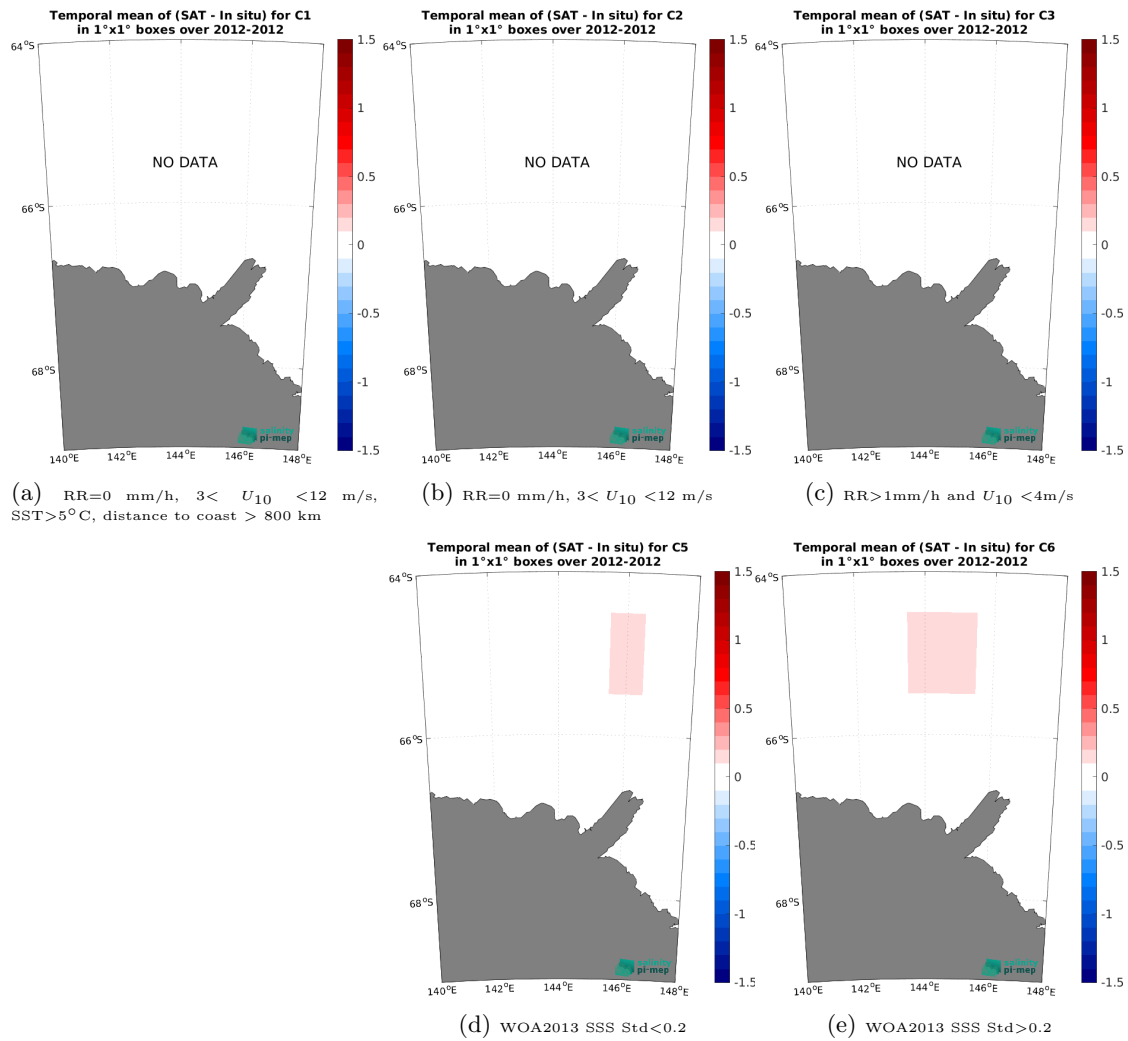 Temporal mean of (SAT - In situ) for C1
in 1°x1° boxes over 2012-2012
64°S
66°S
68°S
140°E
142°E
144°E
146°E
148°E
NO DATA
1.5
1
0.5
0
-0.5
-1
-1.5
salinity
pi-mep
(a) RR=0 mm/h, 3< U10 <12 m/s,
SST>5°C, distance to coast > 800 km
Temporal mean of (SAT - In situ) for C2
in 1°x1° boxes over 2012-2012
64°S
66°S
68°S
140°E
142°E
144°E
146°E
148°E
NO DATA
1.5
1
0.5
0
-0.5
-1
-1.5
salinity
pi-mep
(b) RR=0 mm/h, 3< U10 <12 m/s
Temporal mean of (SAT - In situ) for C3
in 1°x1° boxes over 2012-2012
64°S
66°S
68°S
140°E
142°E
144°E
146°E
148°E
NO DATA
1.5
1
0.5
0
-0.5
-1
-1.5
salinity
pi-mep
(c) RR>1mm/h and U10 <4m/s
Temporal mean of (SAT - In situ) for C5
in 1°x1° boxes over 2012-2012
64°S
66°S
68°S
140°E
142°E
144°E
146°E
148°E
1.5
1
0.5
0
-0.5
-1
-1.5
salinity
pi-mep
(d) WOA2013 SSS Std<0.2
Temporal mean of (SAT - In situ) for C6
in 1°x1° boxes over 2012-2012
64°S
66°S
68°S
140°E
142°E
144°E
146°E
148°E
1.5
1
0.5
0
-0.5
-1
-1.5
salinity
pi-mep
(e) WOA2013 SSS Std>0.2